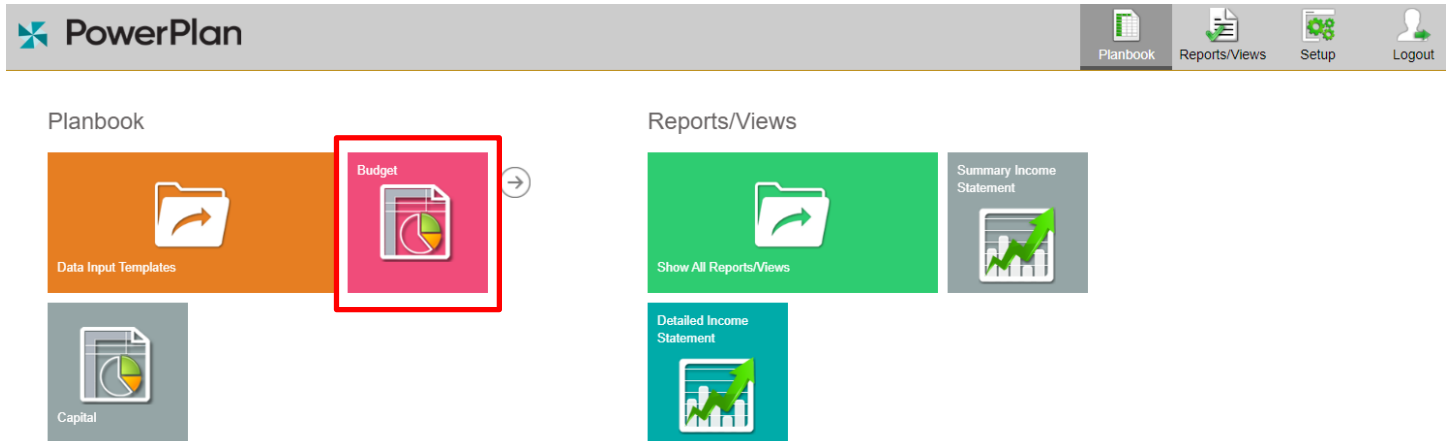 PowerPlan
Planbook
Reports/Views
Setup
Logout
Planbook
Data Input Templates
Budget
Capital
Reports/Views
Show All Reports/Views
Summary Income
Statement
Detailed Income
Statement